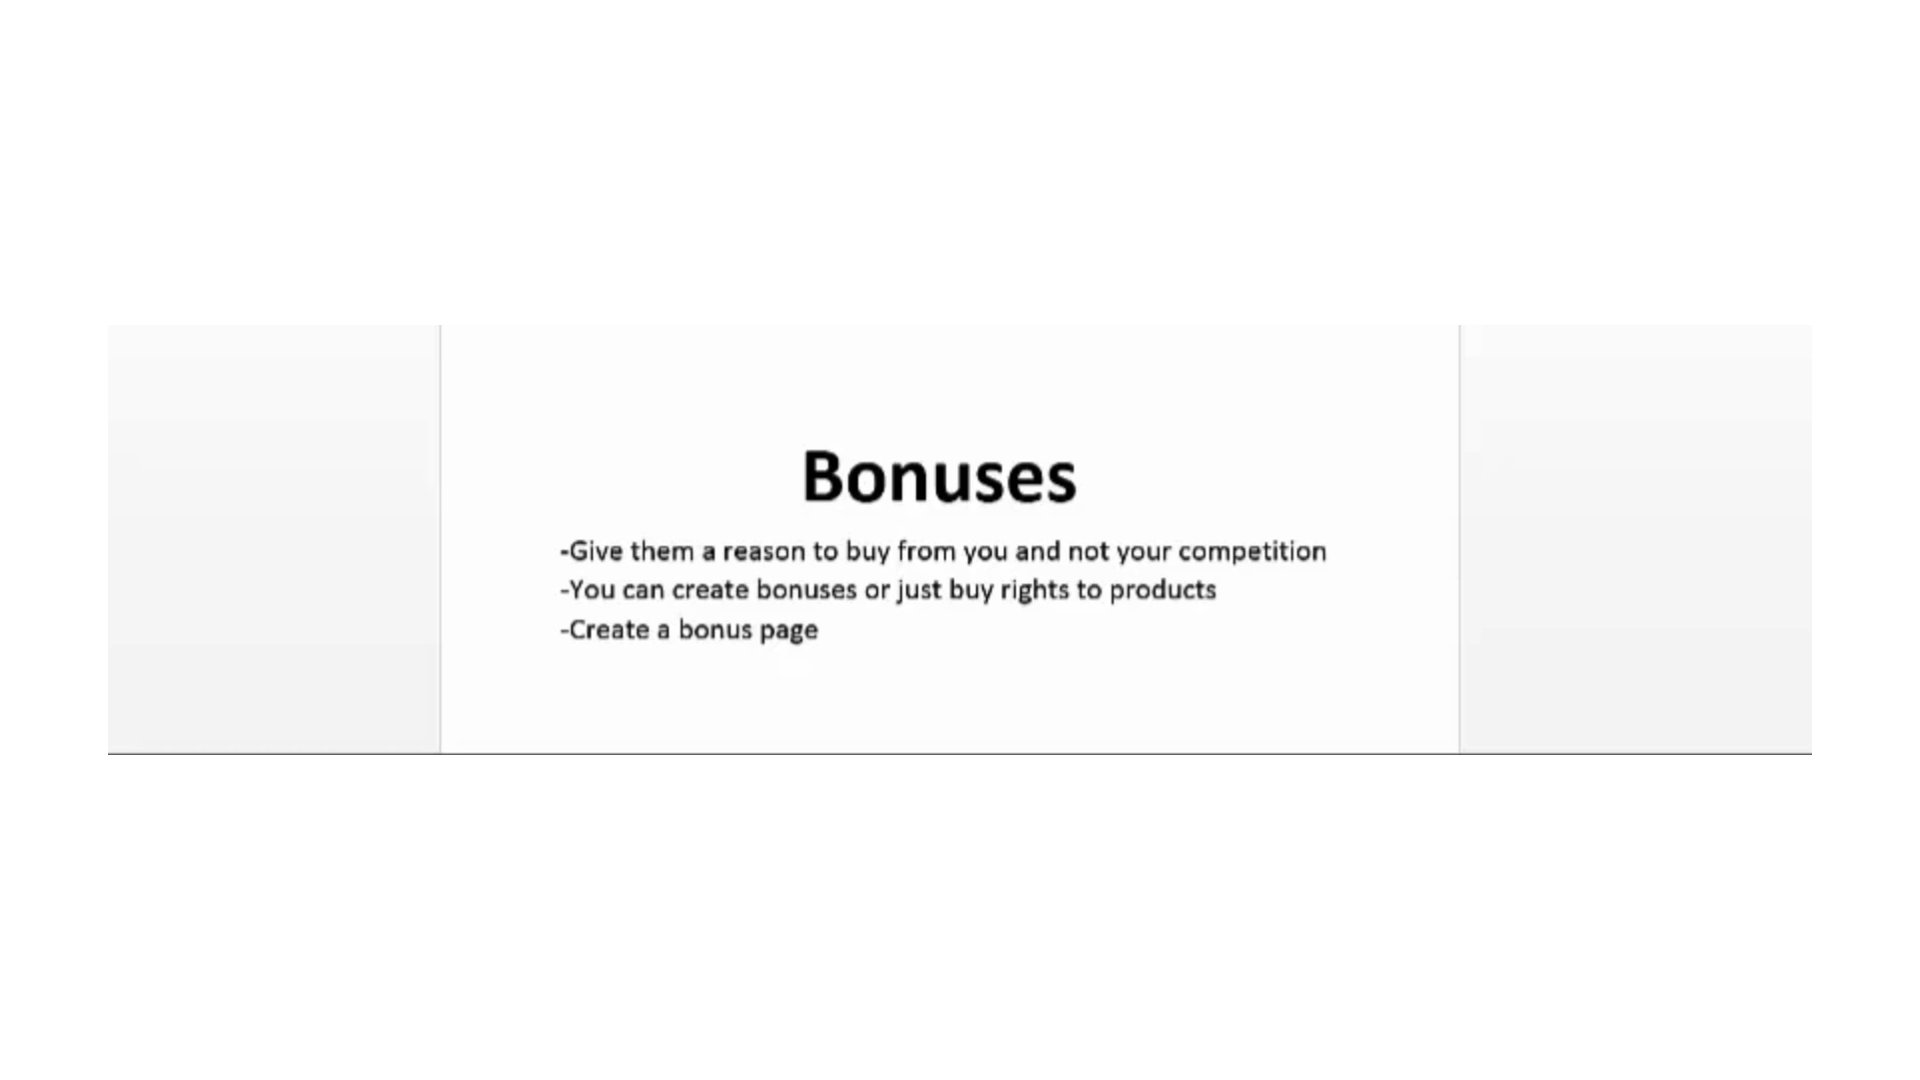 Bonuses
-Give them a reason to buy from you and not your competition
-You can create bonuses or just buy rights to products
-Create a bonus page